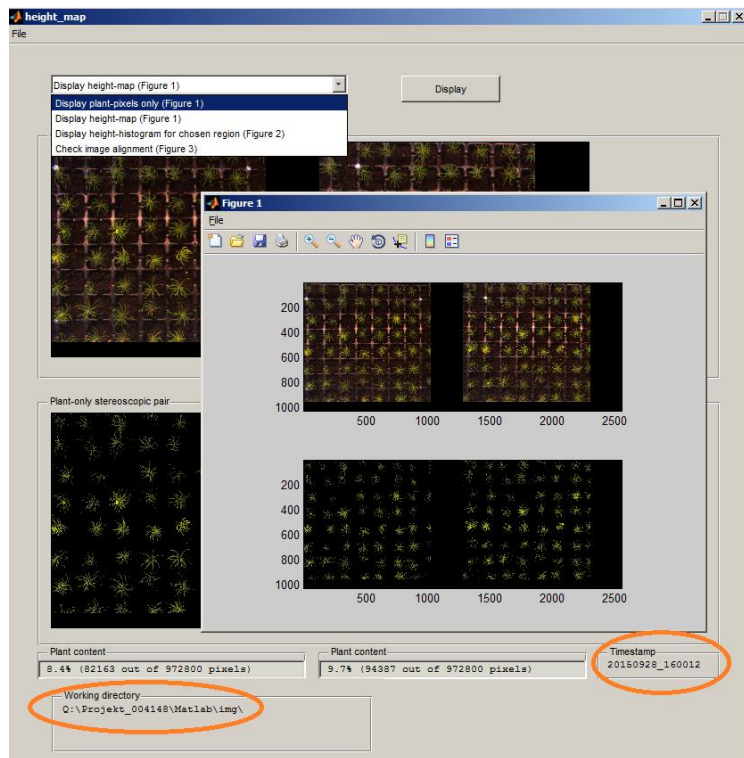 height_map
File
Display height-map (Figure 1)
Display
Display plant-pixels only (Figure 1)
Display height-map (Figure 1)
Display height-histogram for chosen region (Figure 2)
Check image alignment (Figure 3)
Figure 1
File
200
400
600
800
1000
500 1000 1500 2000 2500
Plant-only stereoscopic pair
200
400
600
800
1000
500 1000 1500 2000 2500
Plant content
8.4% (82163 out of 972800 pixels)
Plant content
9.7% (94387 out of 972800 pixels)
Timestamp
20150928_160012
Working directory
Q:\Projekt_004148\Matlab\img\